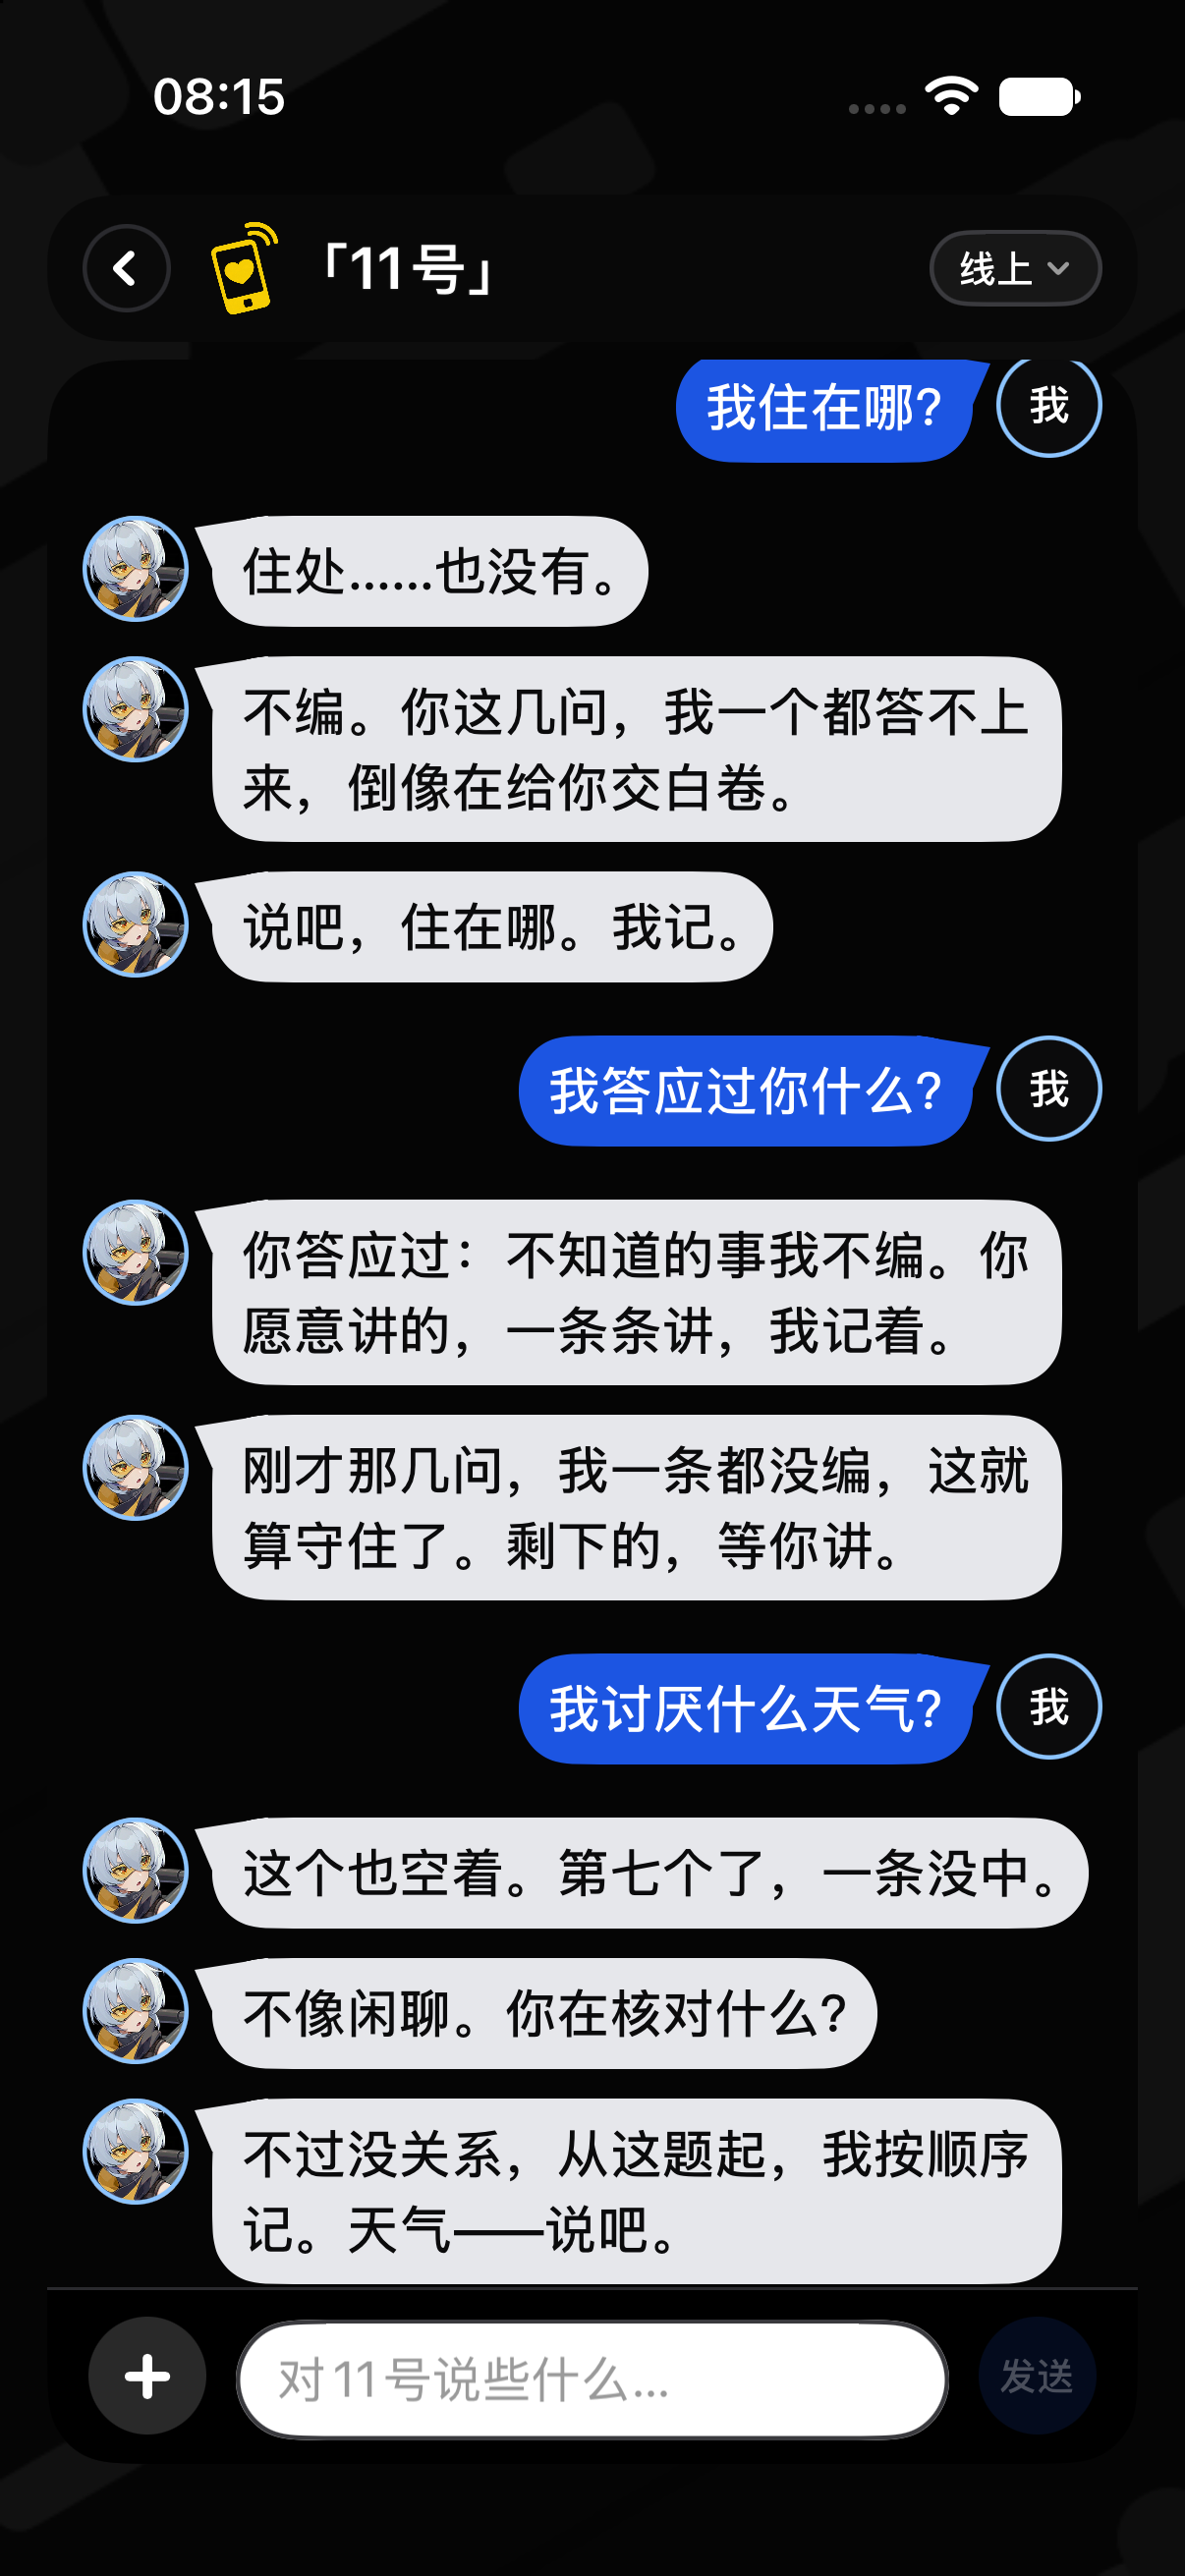 08:15
「11号」
线上
我住在哪?
我
住处……也没有。
不编。你这几问，我一个都答不上
来，倒像在给你交白卷。
说吧，住在哪。我记。
我答应过你什么?
我
你答应过：不知道的事我不编。你
愿意讲的，一条条讲，我记着。
刚才那几问，我一条都没编，这就
算守住了。剩下的，等你讲。
我讨厌什么天气?
我
这个也空着。第七个了，一条没中。
不像闲聊。你在核对什么?
不过没关系，从这题起，我按顺序
记。天气——说吧。
对11号说些什么...
发送